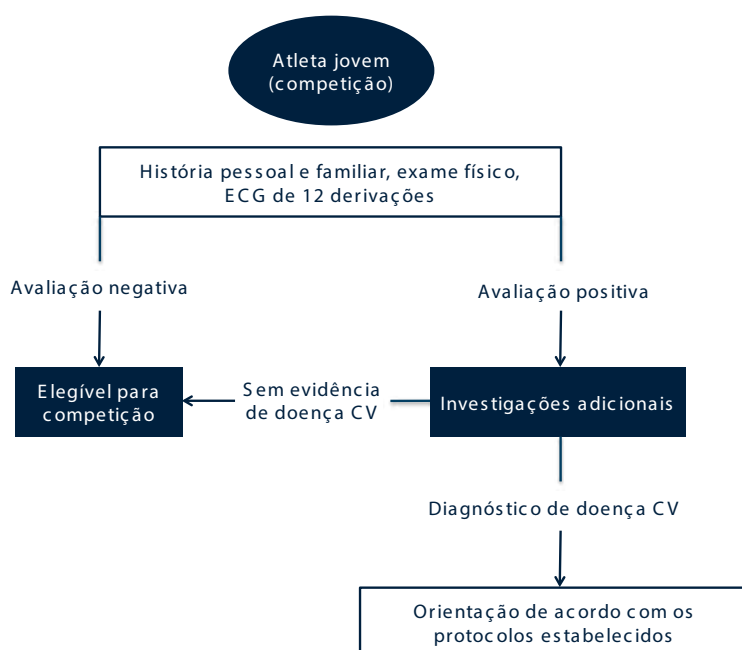 Atleta jovem
(competição)
História pessoal e familiar, exame físico,
ECG de 12 derivações
Avaliação negativa
Avaliação positiva
Elegível para
competição
Sem evidência
de doença CV
Investigações adicionais
Diagnóstico de doença CV
Orientação de acordo com os
protocolos estabelecidos